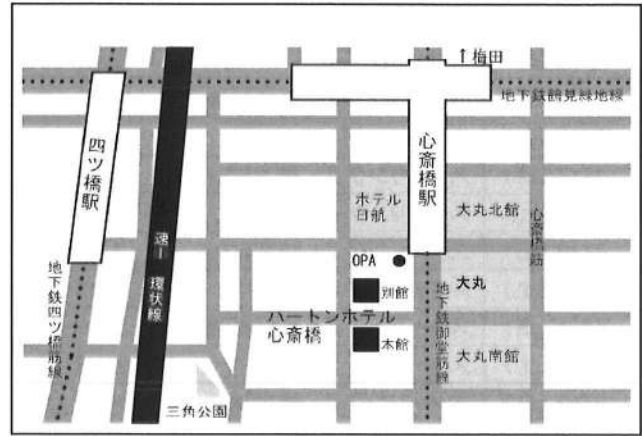 ↑梅田
地下鉄鶴見緑地線
四ツ橋駅
心斎橋駅
ホテル
日航
大丸北館
心斎橋筋
速1 環状線
OPA
別館
大丸
地下鉄四ツ橋筋線
ハートンホテル
心斎橋
本館
地下鉄御堂筋線
大丸南館
三角公園